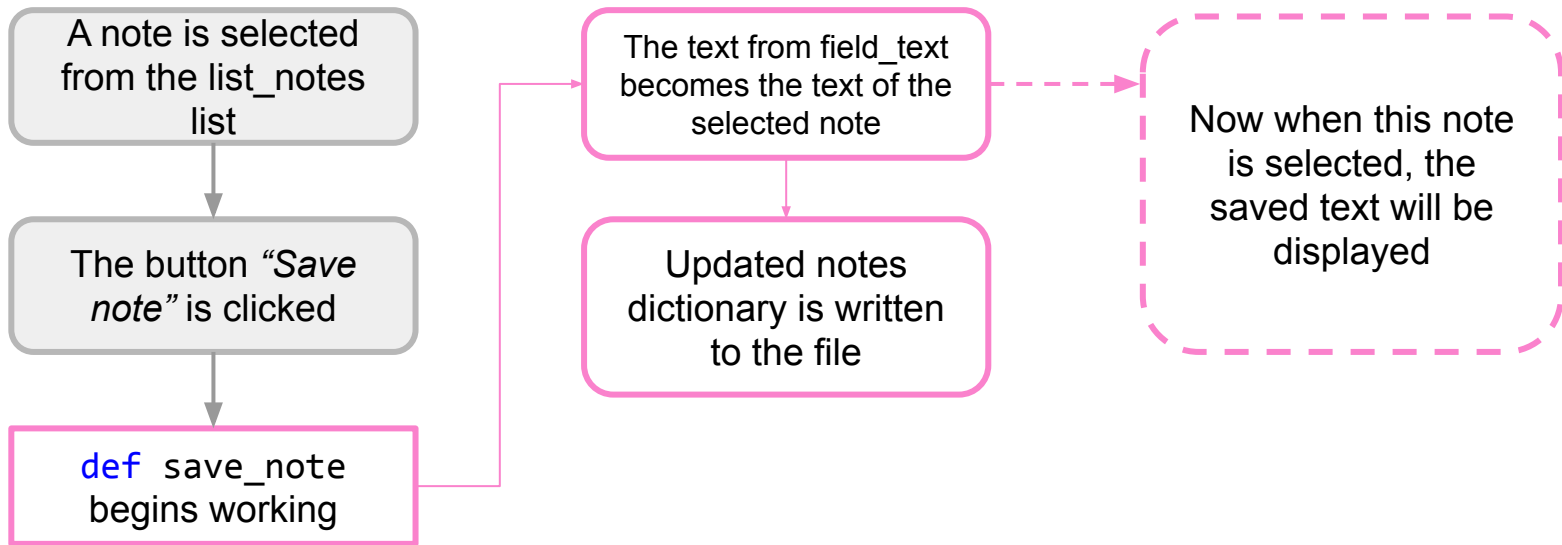 A note is selected
from the list_notes
list
The button “Save
note” is clicked
def save_note
begins working
The text from field_text
becomes the text of the
selected note
Updated notes
dictionary is written
to the file
Now when this note
is selected, the
saved text will be
displayed